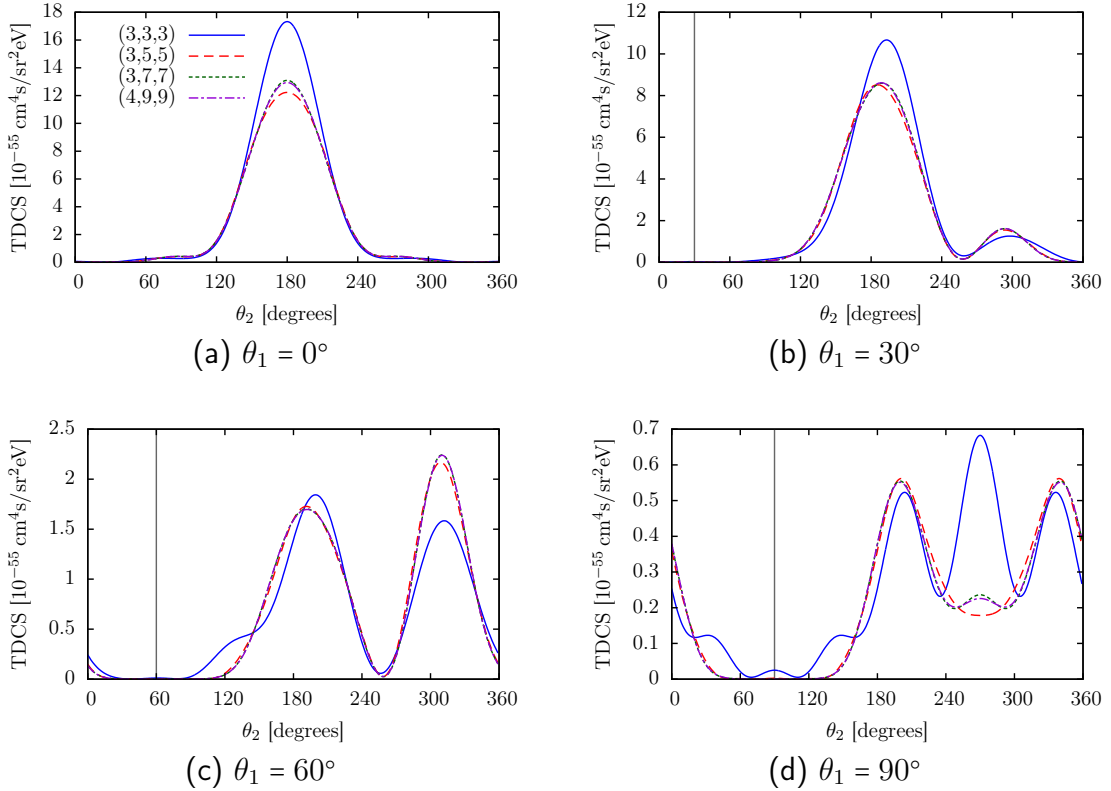 TDCS [10⁻⁵⁵ cm⁴s/sr²eV]
18
16
14
12
10
8
6
4
2
0
(3,3,3)
(3,5,5)
(3,7,7)
(4,9,9)
0 60 120 180 240 300 360
θ₂ [degrees]
(a) θ₁ = 0°
TDCS [10⁻⁵⁵ cm⁴s/sr²eV]
12
10
8
6
4
2
0
0 60 120 180 240 300 360
θ₂ [degrees]
(b) θ₁ = 30°
TDCS [10⁻⁵⁵ cm⁴s/sr²eV]
2.5
2
1.5
1
0.5
0
0 60 120 180 240 300 360
θ₂ [degrees]
(c) θ₁ = 60°
TDCS [10⁻⁵⁵ cm⁴s/sr²eV]
0.7
0.6
0.5
0.4
0.3
0.2
0.1
0
0 60 120 180 240 300 360
θ₂ [degrees]
(d) θ₁ = 90°